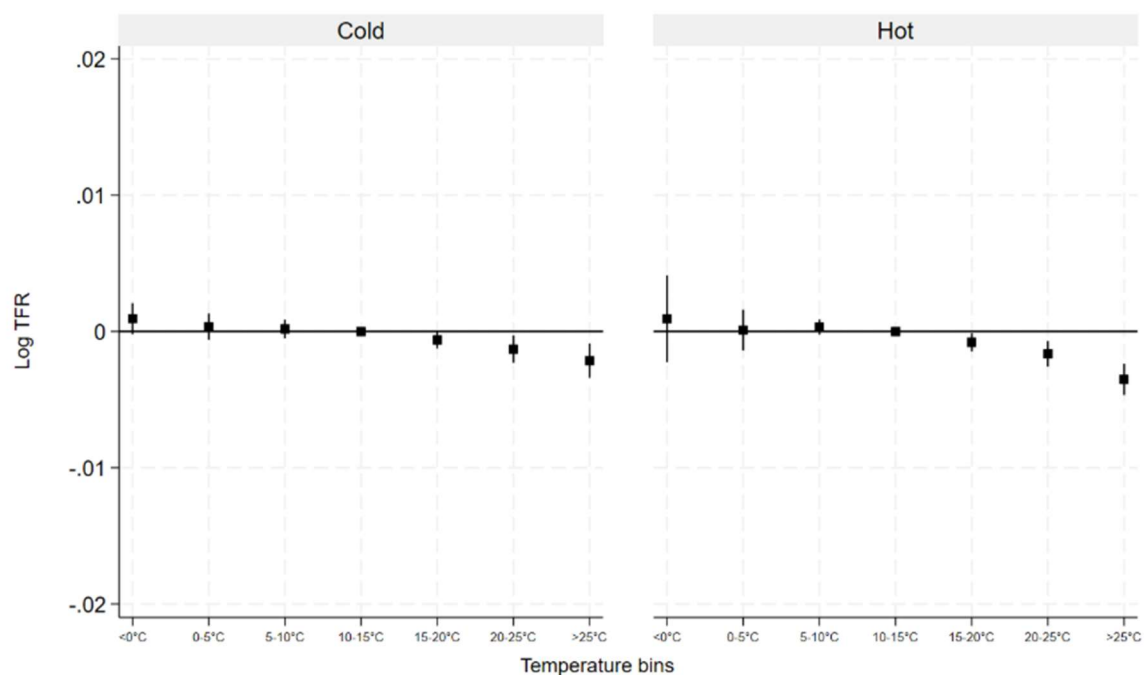 Cold Hot
.02
.01
0
-.01
-.02
Log TFR
<0°C 0-5°C 5-10°C 10-15°C 15-20°C 20-25°C >25°C <0°C 0-5°C 5-10°C 10-15°C 15-20°C 20-25°C >25°C
Temperature bins